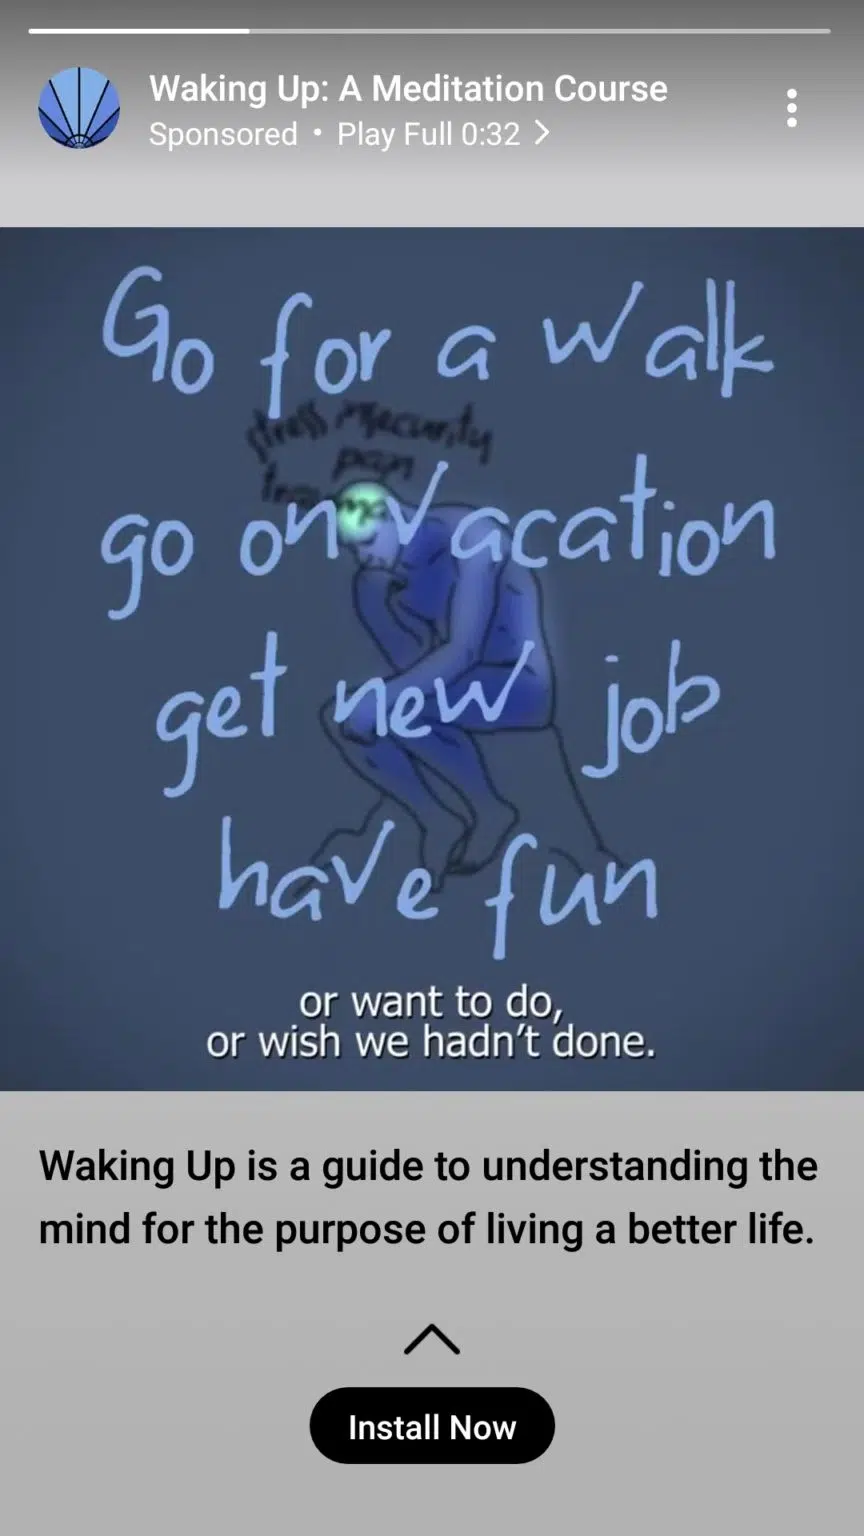 Waking Up: A Meditation Course
Sponsored • Play Full 0:32
Go for a walk
stress insecurity
pain
trauma
go on vacation
get new job
have fun
or want to do,
or wish we hadn't done.
Waking Up is a guide to understanding the
mind for the purpose of living a better life.
Install Now